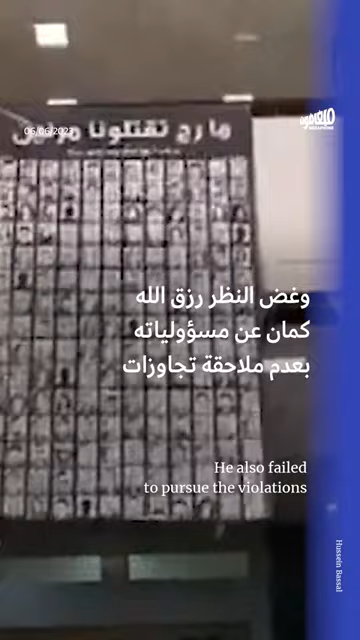 ما رح تقتلونا مرتين
06/06/2022
ميغافون
وغض النظر رزق الله
كمان عن مسؤولياته
بعدم ملاحقة تجاوزات
He also failed
to pursue the violations
Hussein Bassal